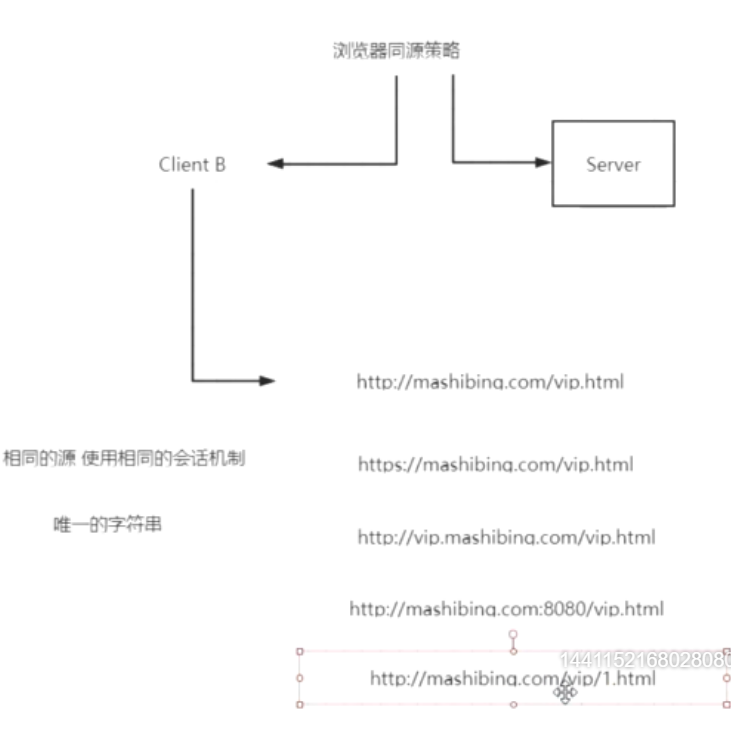 浏览器同源策略
Client B
Server
http://mashibing.com/vip.html
相同的源 使用相同的会话机制
https://mashibing.com/vip.html
唯一的字符串
http://vip.mashibing.com/vip.html
http://mashibing.com:8080/vip.html
1441152168028080
http://mashibing.com/vip/1.html